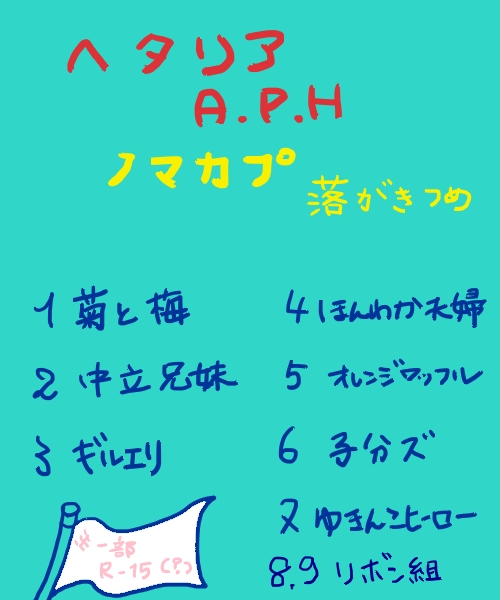 ヘタリア
A.P.H
ノマカプ
落がきつめ
1 菊と梅
2 中立兄妹
3 ギルエリ
4 ほんわか夫婦
5 オレンジワッフル
6 子分ズ
7 ゆきんこヒーロー
8.9 リボン組
※一部
R-15(?)